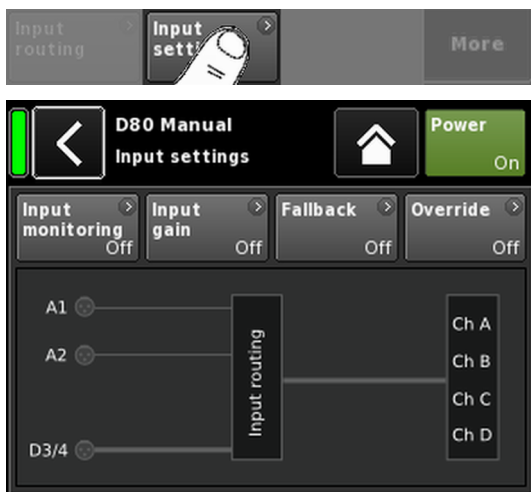 Input
routing
Input
More
D80 Manual
Input settings
Power
On
Input
monitoring
Off
Input
gain
Off
Fallback
Off
Override
Off
A1
A2
D3/4
Input routing
Ch A
Ch B
Ch C
Ch D